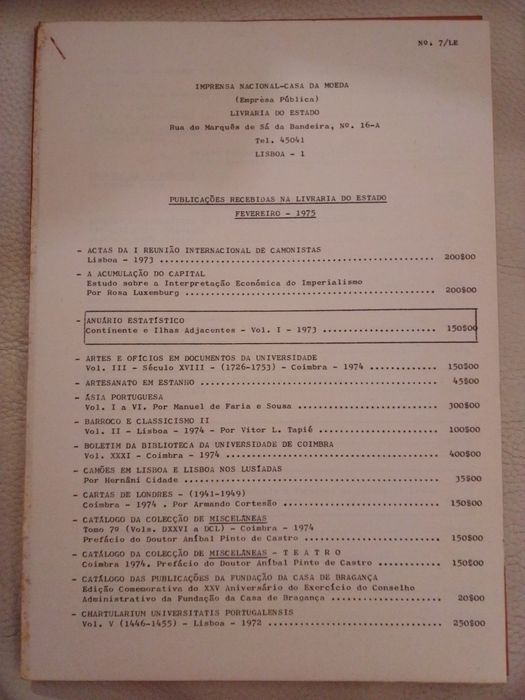 Nº. 7/LE
IMPRENSA NACIONAL-CASA DA MOEDA
(Emprêsa Pública)
LIVRARIA DO ESTADO
Rua do Marquês de Sá da Bandeira, Nº. 16-A
Tel. 45041
LISBOA - 1
PUBLICAÇÕES RECEBIDAS NA LIVRARIA DO ESTADO
FEVEREIRO - 1975
- ACTAS DA I REUNIÃO INTERNACIONAL DE CAMONISTAS
Lisboa - 1973 ................................................ 200$00
- A ACUMULAÇÃO DO CAPITAL
Estudo sobre a Interpretação Económica do Imperialismo
Por Rosa Luxemburg ........................................... 200$00
- ANUÁRIO ESTATÍSTICO
Continente e Ilhas Adjacentes - Vol. I - 1973 .................... 150$00
- ARTES E OFÍCIOS EM DOCUMENTOS DA UNIVERSIDADE
Vol. III - Século XVIII - (1726-1753) - Coimbra - 1974 ............ 150$00
- ARTESANATO EM ESTANHO .......................................... 45$00
- ÁSIA PORTUGUESA
Vol. I a VI. Por Manuel de Faria e Sousa ......................... 300$00
- BARROCO E CLASSICISMO II
Vol. II - Lisboa - 1974 - Por Vitor L. Tapié ..................... 100$00
- BOLETIM DA BIBLIOTECA DA UNIVERSIDADE DE COIMBRA
Vol. XXXI - Coimbra - 1974 ....................................... 400$00
- CAMÕES EM LISBOA E LISBOA NOS LUSÍADAS
Por Hernâni Cidade ............................................... 35$00
- CARTAS DE LONDRES - (1941-1949)
Coimbra - 1974 . Por Armando Cortesão ............................ 150$00
- CATÁLOGO DA COLECÇÃO DE MISCELÂNEAS
Tomo 7º (Vols. DXXVI a DCL) - Coimbra - 1974
Prefácio do Doutor Aníbal Pinto de Castro ........................ 150$00
- CATÁLOGO DA COLECÇÃO DE MISCELÂNEAS - T E A T R O
Coimbra 1974. Prefácio do Doutor Aníbal Pinto de Castro .......... 150$00
- CATÁLOGO DAS PUBLICAÇÕES DA FUNDAÇÃO DA CASA DE BRAGANÇA
Edição Comemorativa do XXV Aniversário do Exercício do Conselho
Administrativo da Fundação da Casa de Bragança ................ 20$00
- CHARTULARIUM UNIVERSITATIS PORTUGALENSIS
Vol. V (1446-1455) - Lisboa - 1972 ............................... 250$00